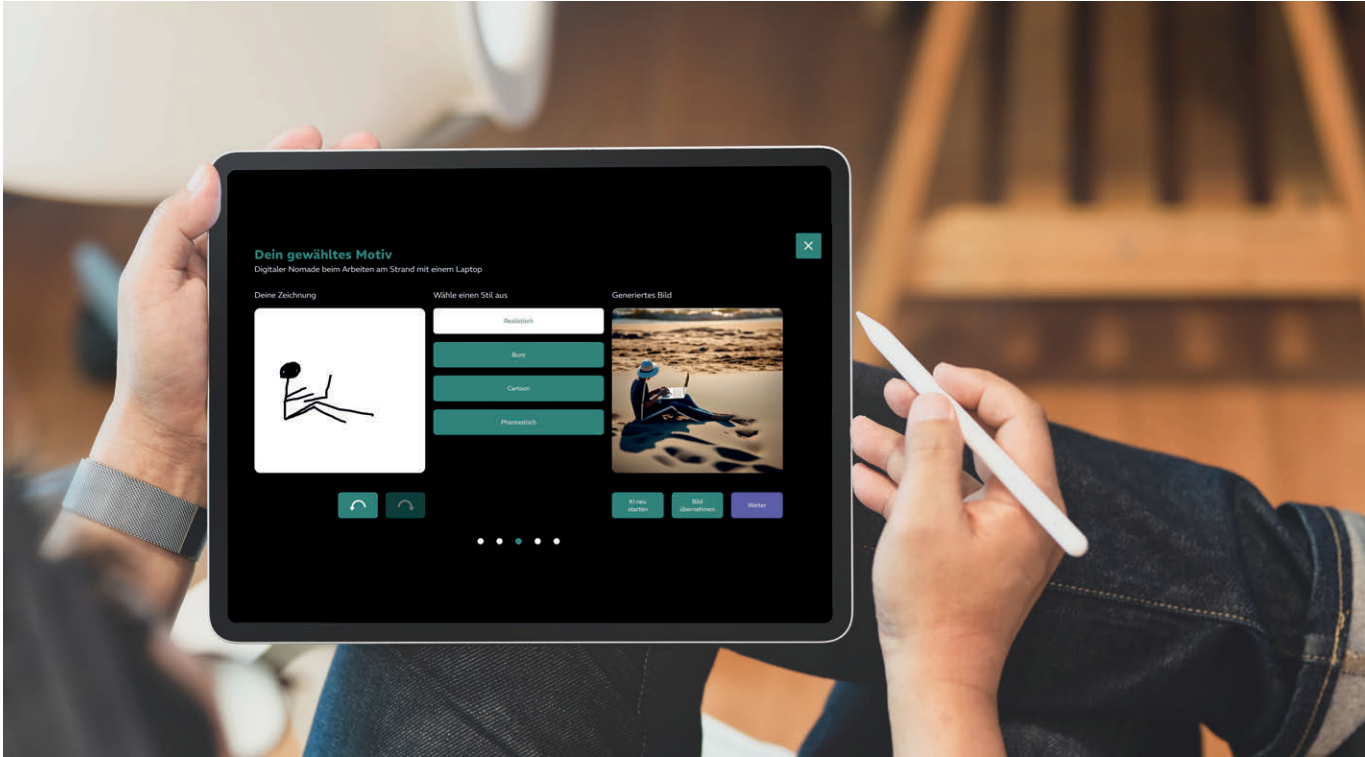 Dein gewähltes Motiv
Digitaler Nomade beim Arbeiten am Strand mit einem Laptop
Deine Zeichnung
Wähle einen Stil aus
Generiertes Bild
Realistisch
Bunt
Cartoon
Phantastisch
KI neu
starten
Bild
übernehmen
Weiter